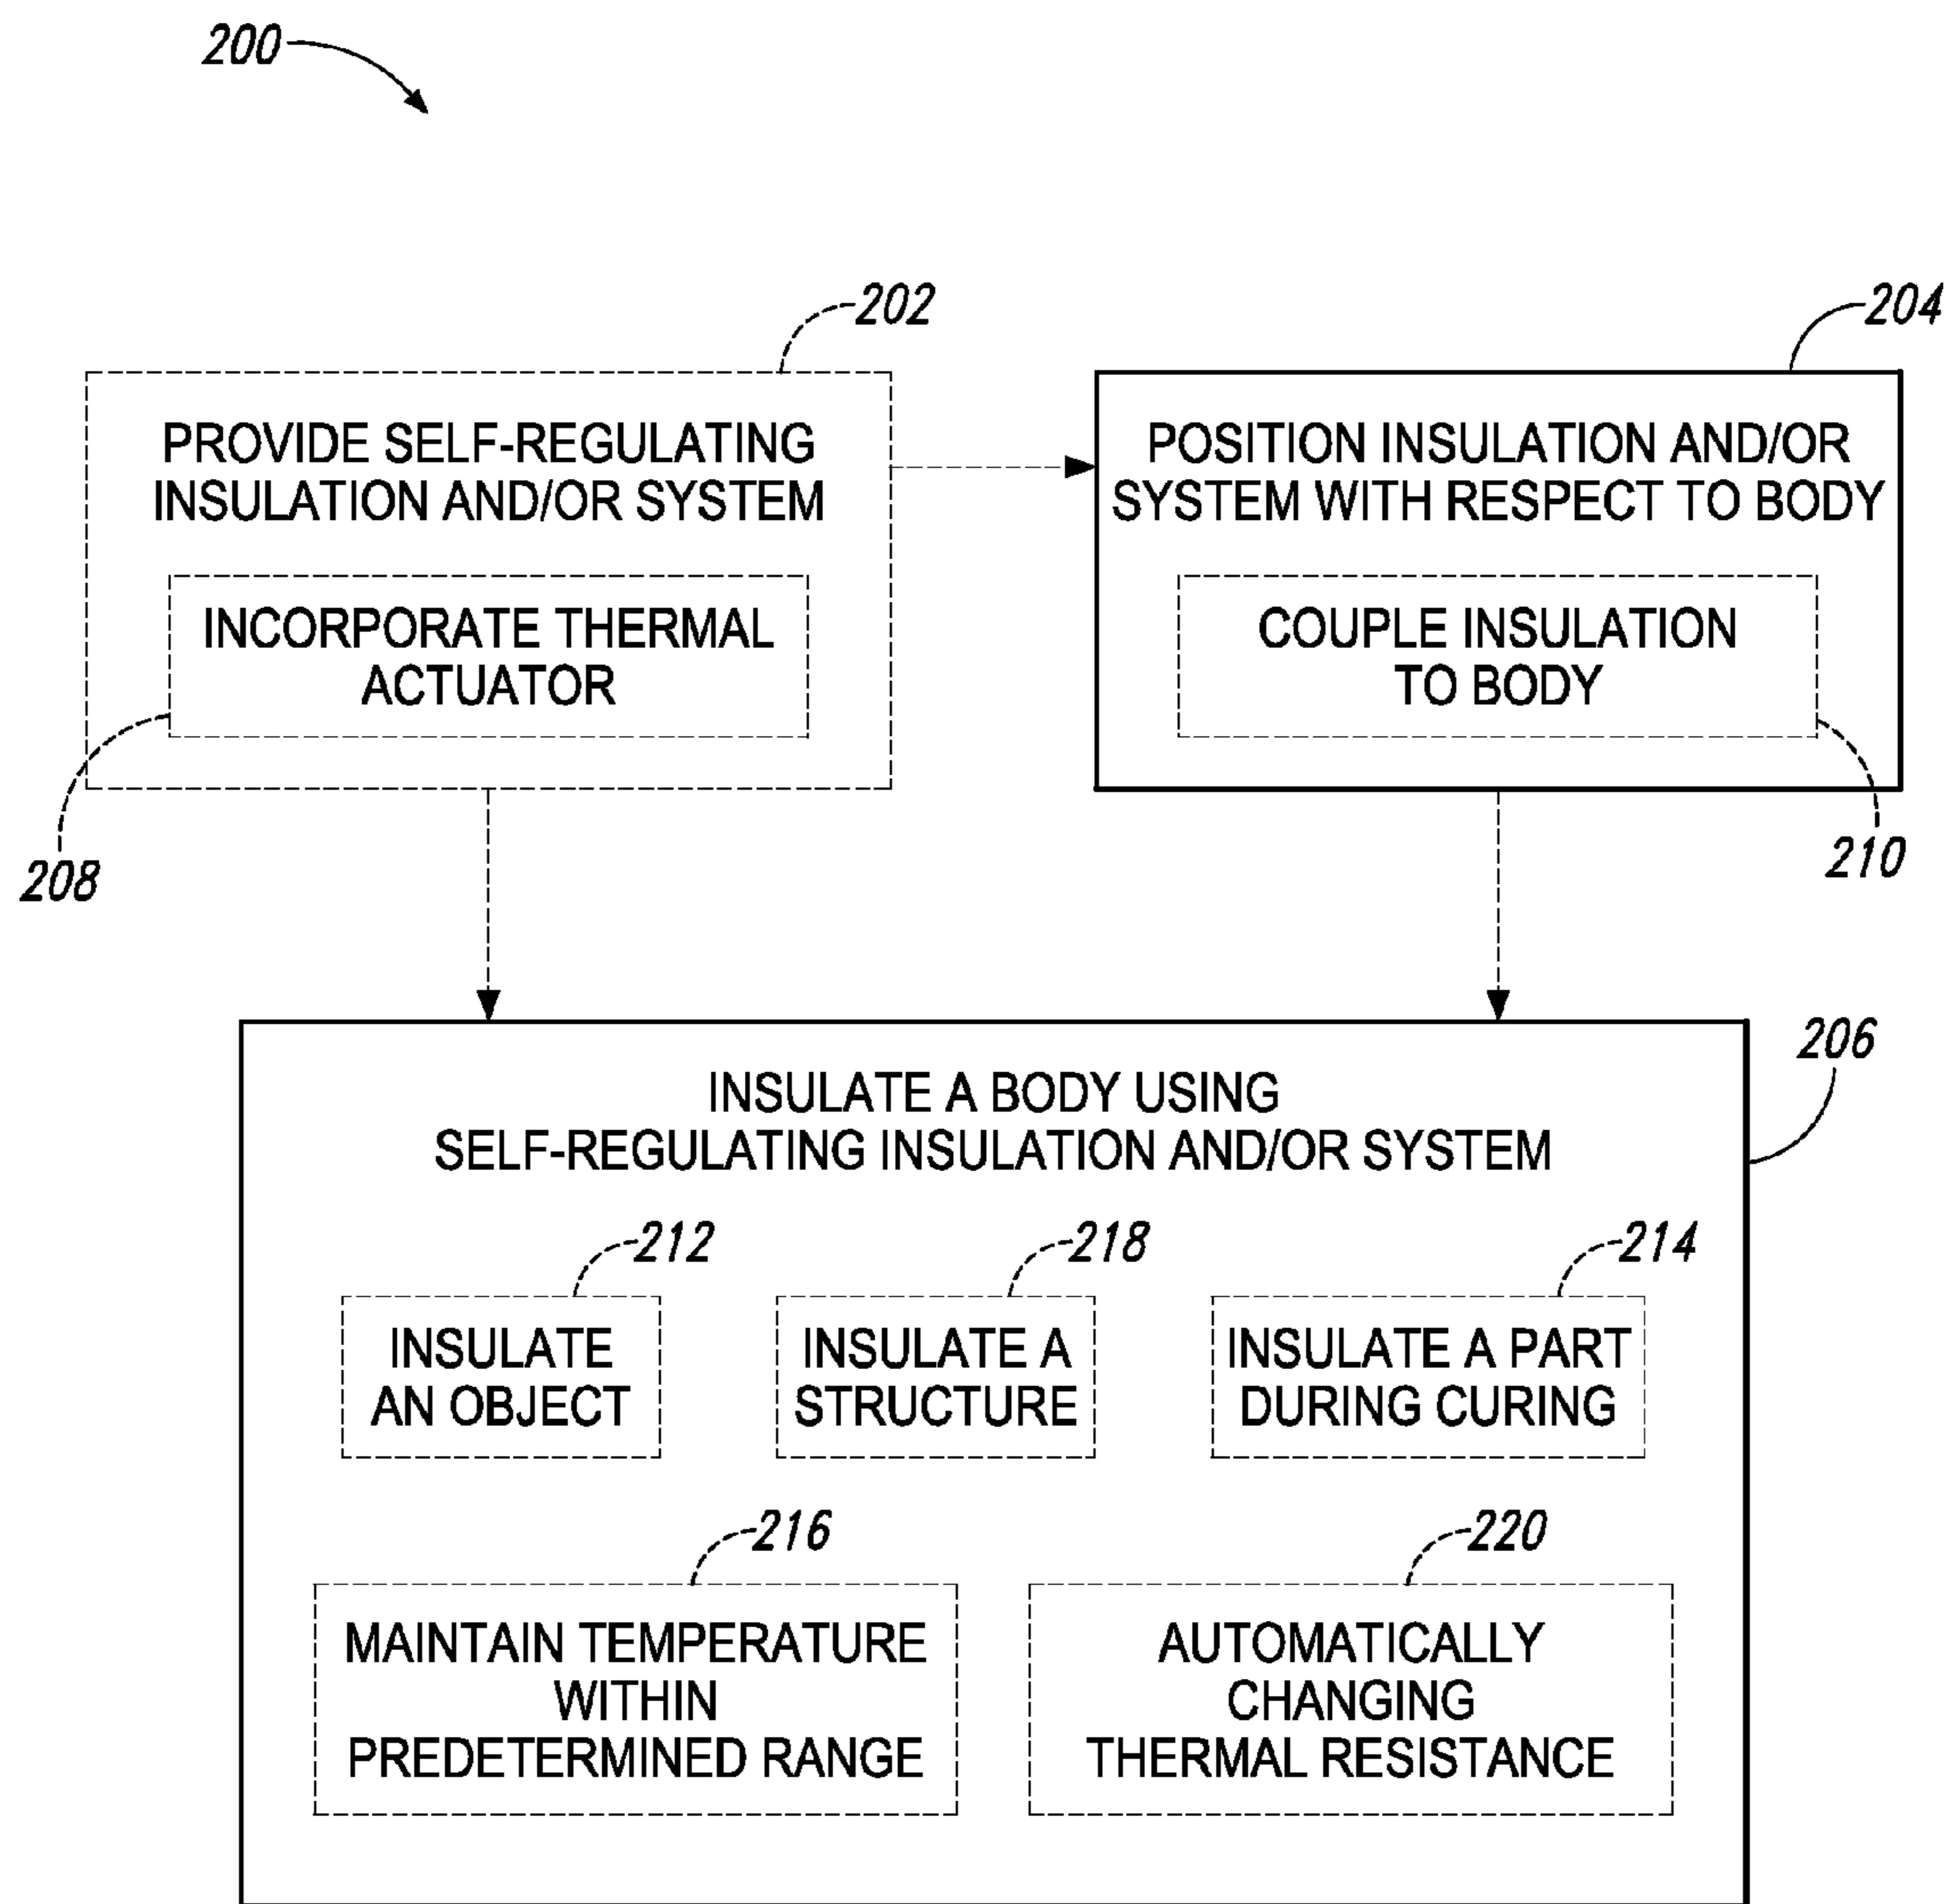 200
202
204
PROVIDE SELF-REGULATING
INSULATION AND/OR SYSTEM
INCORPORATE THERMAL
ACTUATOR
208
POSITION INSULATION AND/OR
SYSTEM WITH RESPECT TO BODY
COUPLE INSULATION
TO BODY
210
206
INSULATE A BODY USING
SELF-REGULATING INSULATION AND/OR SYSTEM
212
INSULATE
AN OBJECT
218
INSULATE A
STRUCTURE
214
INSULATE A PART
DURING CURING
216
MAINTAIN TEMPERATURE
WITHIN
PREDETERMINED RANGE
220
AUTOMATICALLY
CHANGING
THERMAL RESISTANCE